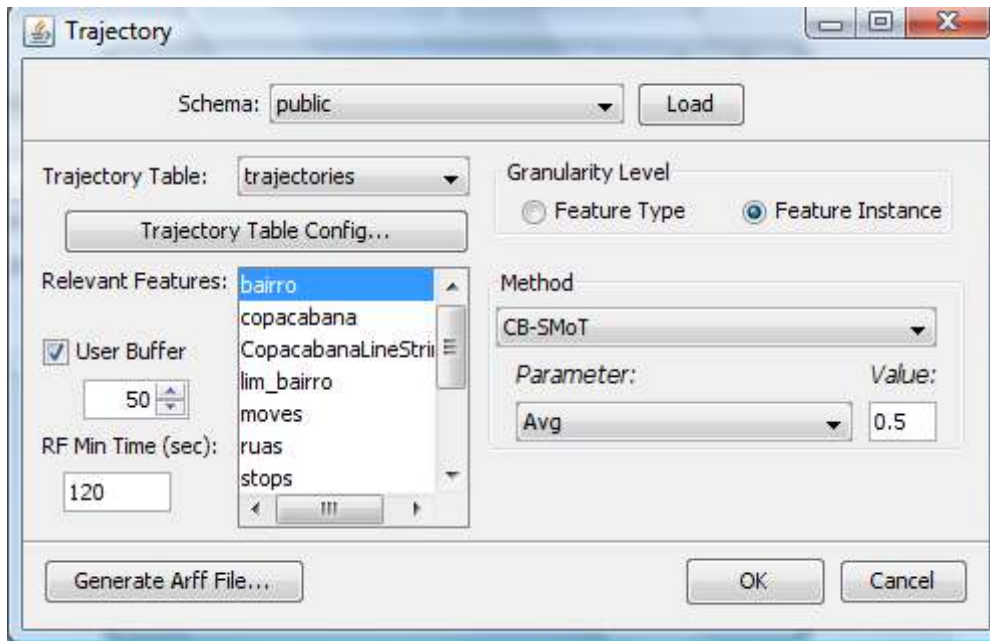 Trajectory
Schema: public Load
Trajectory Table: trajectories
Trajectory Table Config...
Relevant Features:
bairro
copacabana
CopacabanaLineStrin
lim_bairro
moves
ruas
stops
User Buffer
50
RF Min Time (sec):
120
Granularity Level
Feature Type Feature Instance
Method
CB-SMoT
Parameter: Value:
Avg 0.5
Generate Arff File... OK Cancel